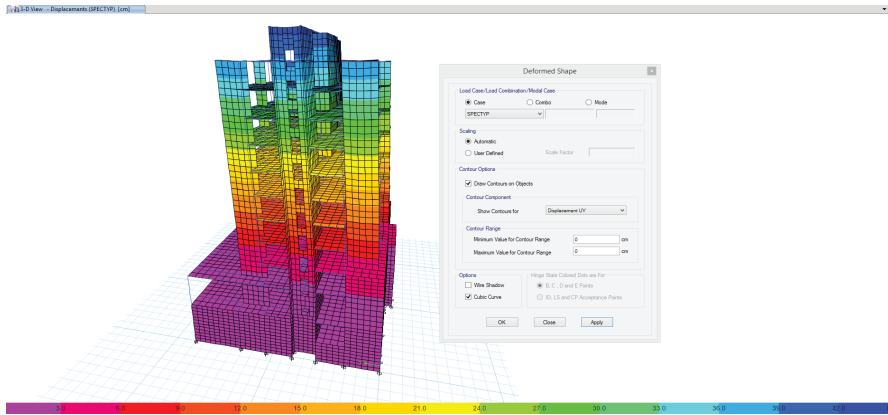 3-D View - Displacements (SPECTYP) [cm]
Deformed Shape
Load Case/Load Combination/Modal Case
Case Combo Mode
SPECTYP
Scaling
Automatic
User Defined Scale Factor
Contour Options
Draw Contours on Objects
Contour Component
Show Contours for Displacement UY
Contour Range
Minimum Value for Contour Range 0 cm
Maximum Value for Contour Range 0 cm
Options Hinge State Colored Dots are For
Wire Shadow B, C, D and E Points
Cubic Curve IO, LS and CP Acceptance Points
OK Close Apply
3.0 6.0 9.0 12.0 15.0 18.0 21.0 24.0 27.0 30.0 33.0 36.0 39.0 42.0